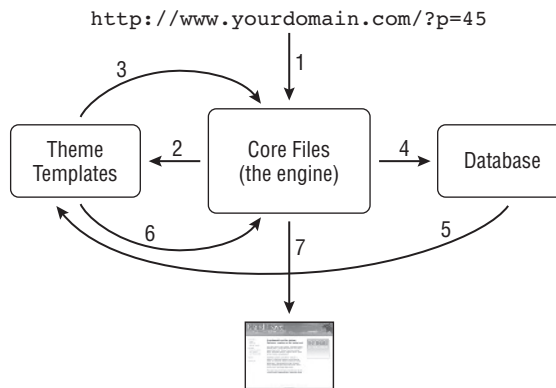 http://www.yourdomain.com/?p=45
1
3
Theme
Templates
2
Core Files
(the engine)
4
Database
6
7
5